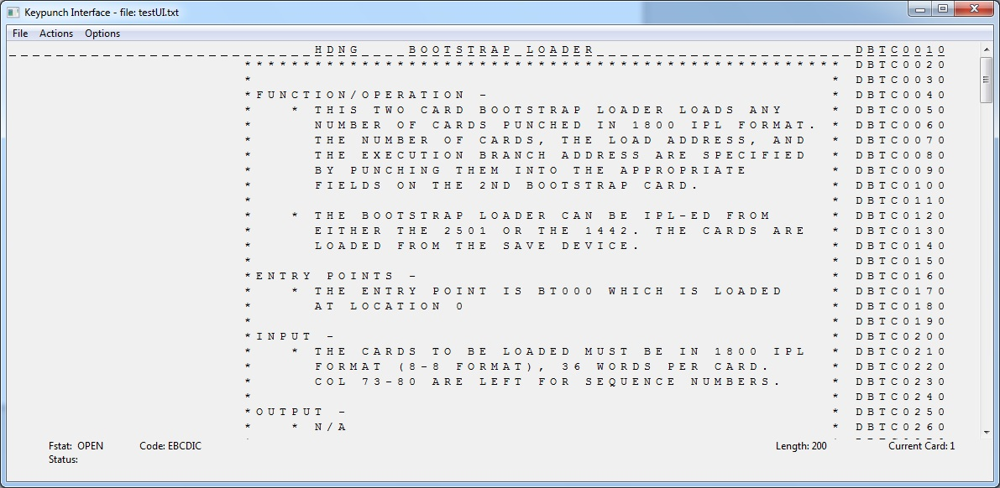 Keypunch Interface - file: testUI.txt
File Actions Options
HDNG BOOTSTRAP LOADER DBTC0010
*************************************************** DBTC0020
* * DBTC0030
*FUNCTION/OPERATION - * DBTC0040
* * THIS TWO CARD BOOTSTRAP LOADER LOADS ANY * DBTC0050
* NUMBER OF CARDS PUNCHED IN 1800 IPL FORMAT. * DBTC0060
* THE NUMBER OF CARDS, THE LOAD ADDRESS, AND * DBTC0070
* THE EXECUTION BRANCH ADDRESS ARE SPECIFIED * DBTC0080
* BY PUNCHING THEM INTO THE APPROPRIATE * DBTC0090
* FIELDS ON THE 2ND BOOTSTRAP CARD. * DBTC0100
* * DBTC0110
* * THE BOOTSTRAP LOADER CAN BE IPL-ED FROM * DBTC0120
* EITHER THE 2501 OR THE 1442. THE CARDS ARE * DBTC0130
* LOADED FROM THE SAVE DEVICE. * DBTC0140
* * DBTC0150
*ENTRY POINTS - * DBTC0160
* * THE ENTRY POINT IS BT000 WHICH IS LOADED * DBTC0170
* AT LOCATION 0 * DBTC0180
* * DBTC0190
*INPUT - * DBTC0200
* * THE CARDS TO BE LOADED MUST BE IN 1800 IPL * DBTC0210
* FORMAT (8-8 FORMAT), 36 WORDS PER CARD. * DBTC0220
* COL 73-80 ARE LEFT FOR SEQUENCE NUMBERS. * DBTC0230
* * DBTC0240
*OUTPUT - * DBTC0250
* * N/A * DBTC0260
Fstat: OPEN Code: EBCDIC Length: 200 Current Card: 1
Status: